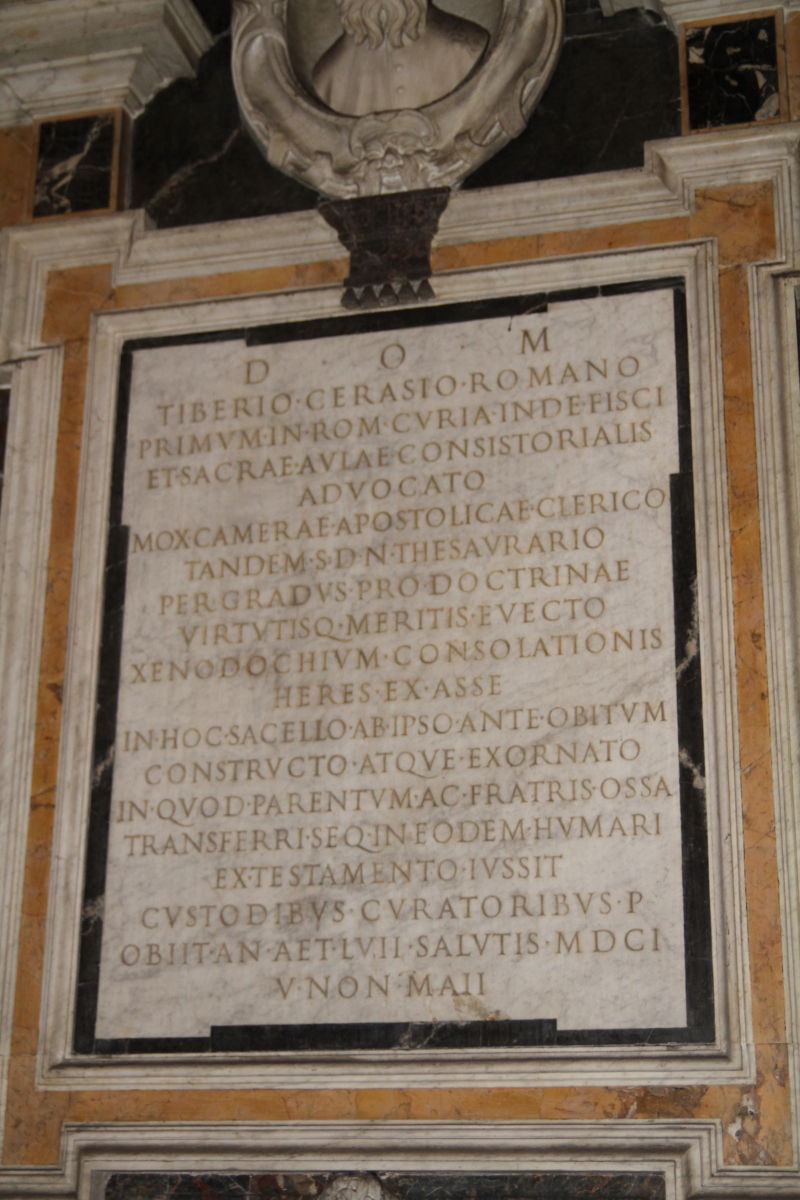 D O M
TIBERIO·CERASIO·ROMANO
PRIMVM·IN·ROM·CVRIA·INDE·FISCI
ET·SACRAE·AVLAE·CONSISTORIALIS
ADVOCATO
MOX·CAMERAE·APOSTOLICAE·CLERICO
TANDEM·S·D·N·THESAVRARIO
PER·GRADVS·PRO·DOCTRINAE
VIRTVTISQ·MERITIS·EVECTO
XENODOCHIVM·CONSOLATIONIS
HERES·EX·ASSE
IN·HOC·SACELLO·AB·IPSO·ANTE·OBITVM
CONSTRVCTO·ATQVE·EXORNATO
IN·QVOD·PARENTVM·AC·FRATRIS·OSSA
TRANSFERRI·SEQ·IN·EODEM·HVMARI
EX·TESTAMENTO·IVSSIT
CVSTODIBVS·CVRATORIBVS·P
OBIIT·AN·AET·LVII·SALVTIS·MDCI
V·NON·MAII